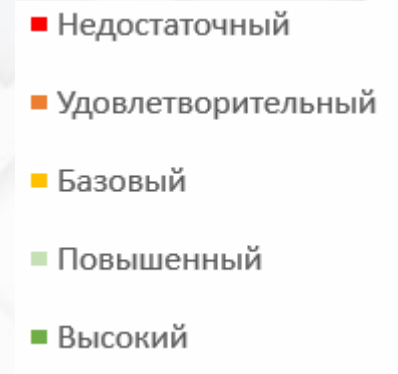 Недостаточный
Удовлетворительный
Базовый
Повышенный
Высокий